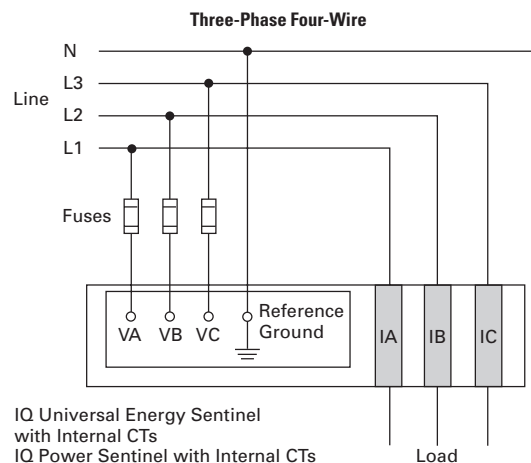 Three-Phase Four-Wire
N
L3
Line
L2
L1
Fuses
Reference
Ground
VA VB VC
IA IB IC
IQ Universal Energy Sentinel
with Internal CTs
IQ Power Sentinel with Internal CTs
Load